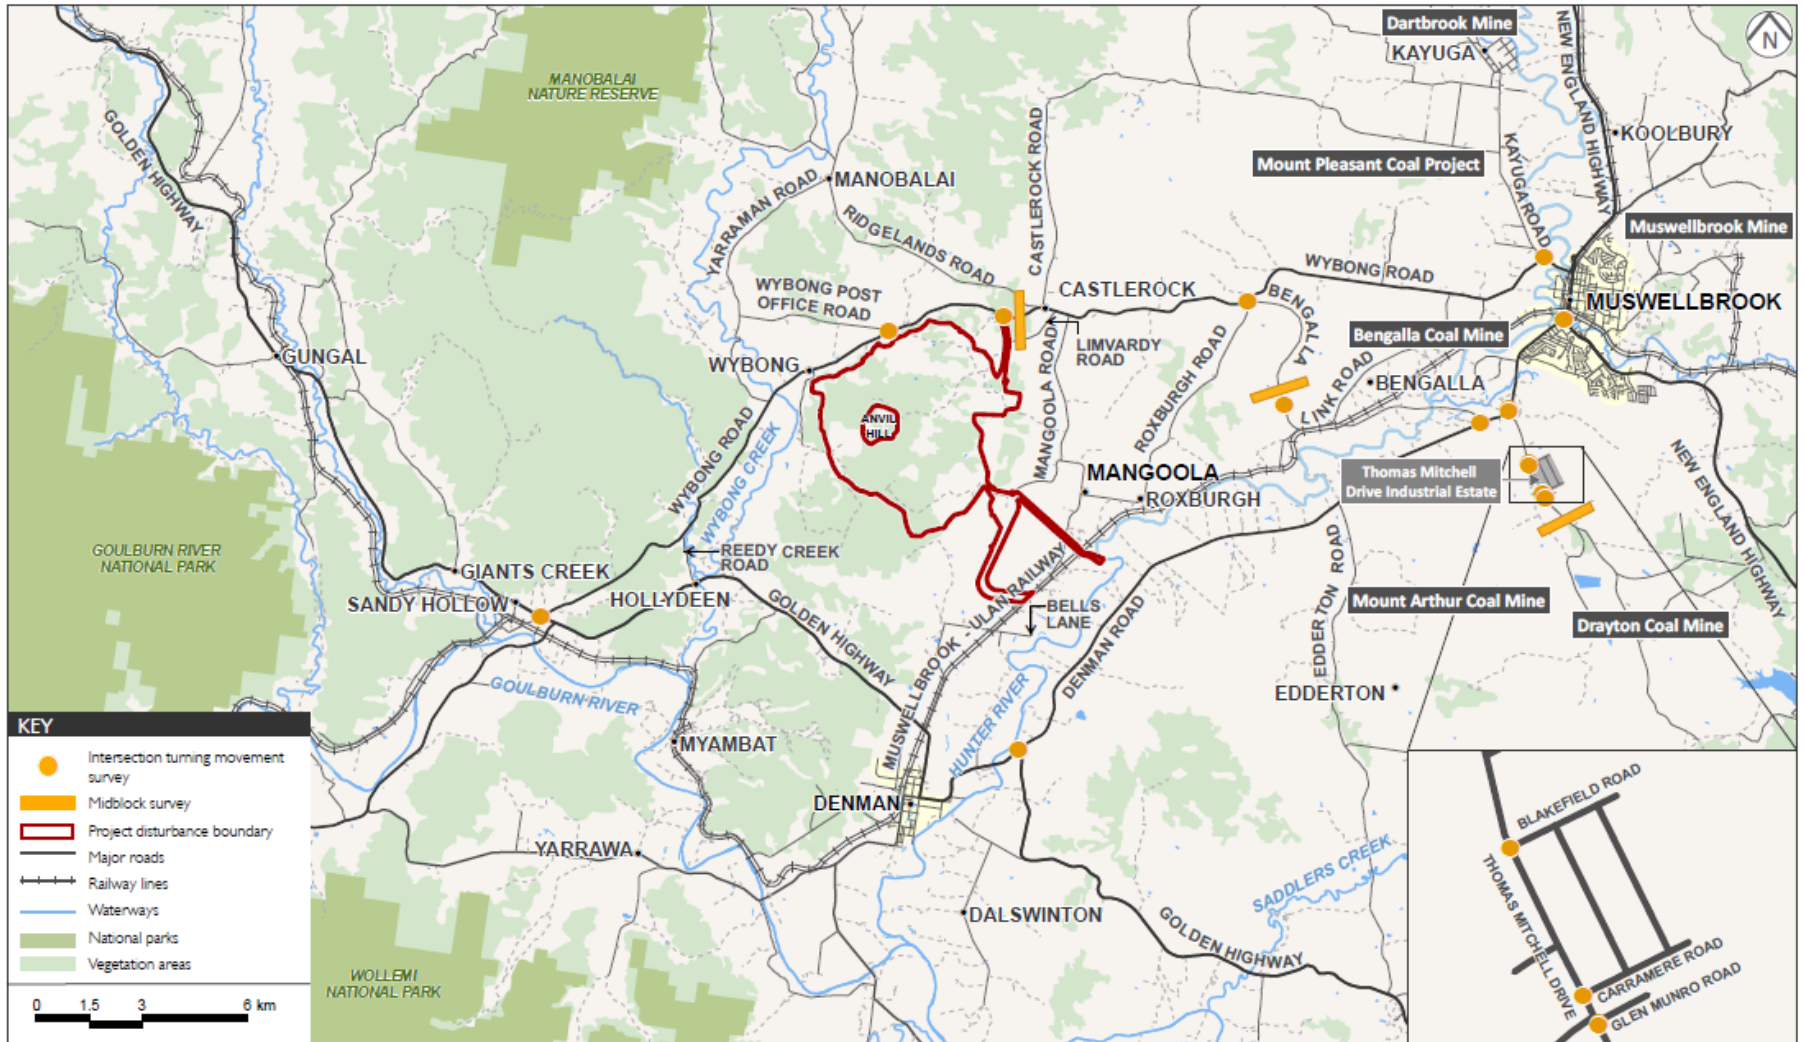 Dartbrook Mine
KAYUGA
N
NEW ENGLAND HIGHWAY
MANOBALAI
NATURE RESERVE
GOLDEN HIGHWAY
CASTLEROCK ROAD
KOOLBURY
KAYUGA ROAD
Mount Pleasant Coal Project
MANOBALAI
YARRAMAN ROAD
RIDGELANDS ROAD
Muswellbrook Mine
WYBONG ROAD
WYBONG POST
OFFICE ROAD
CASTLEROCK
BENGALLA
LINK ROAD
MUSWELLBROOK
Bengalla Coal Mine
LIMVARDY
ROAD
GUNGAL
WYBONG
MANGOOLA ROAD
ROXBURGH ROAD
BENGALLA
ANVIL
HILL
WYBONG ROAD
WYBONG CREEK
MANGOOLA
ROXBURGH
Thomas Mitchell
Drive Industrial Estate
NEW ENGLAND HIGHWAY
GOULBURN RIVER
NATIONAL PARK
REEDY CREEK
ROAD
GIANTS CREEK
SANDY HOLLOW
HOLLYDEEN
GOLDEN HIGHWAY
MUSWELLBROOK - ULAN RAILWAY
BELLS
LANE
DENMAN ROAD
EDDERTON ROAD
Mount Arthur Coal Mine
Drayton Coal Mine
GOULBURN RIVER
HUNTER RIVER
EDDERTON
MYAMBAT
DENMAN
YARRAWA
DALSWINTON
SADDLERS CREEK
GOLDEN HIGHWAY
WOLLEMI
NATIONAL PARK
KEY
Intersection turning movement
survey
Midblock survey
Project disturbance boundary
Major roads
Railway lines
Waterways
National parks
Vegetation areas
0 1.5 3 6 km
BLAKEFIELD ROAD
THOMAS MITCHELL DRIVE
CARRAMERE ROAD
GLEN MUNRO ROAD